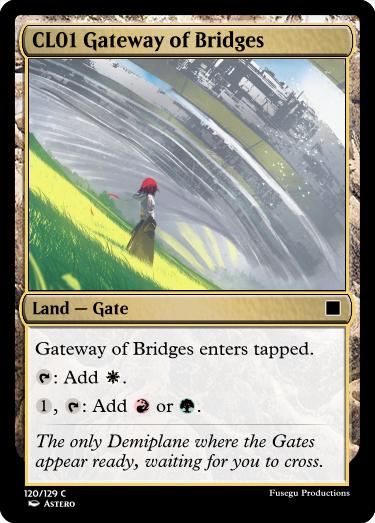 CL01 Gateway of Bridges
Land — Gate
Gateway of Bridges enters tapped.
: Add .
1 , : Add or .
The only Demiplane where the Gates
appear ready, waiting for you to cross.
120/129 C
Fusegu Productions
Astero